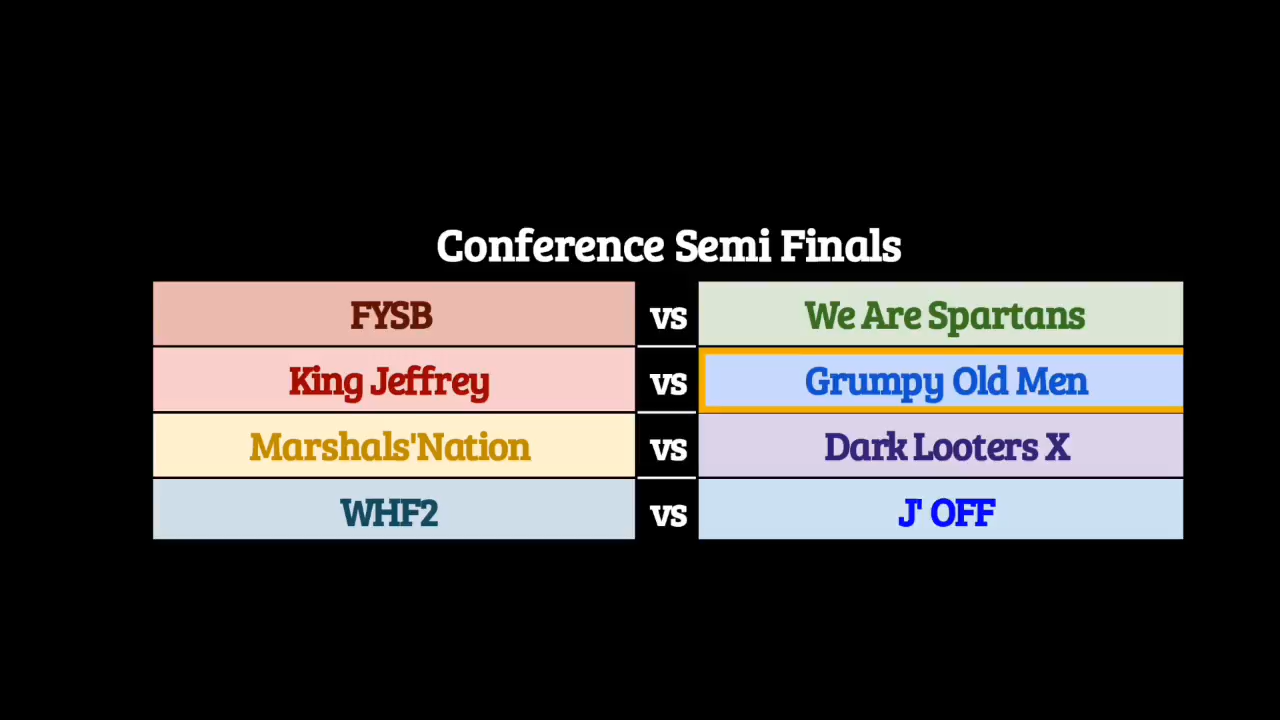 Conference Semi Finals
FYSB vs We Are Spartans
King Jeffrey vs Grumpy Old Men
Marshals'Nation vs Dark Looters X
WHF2 vs J' OFF